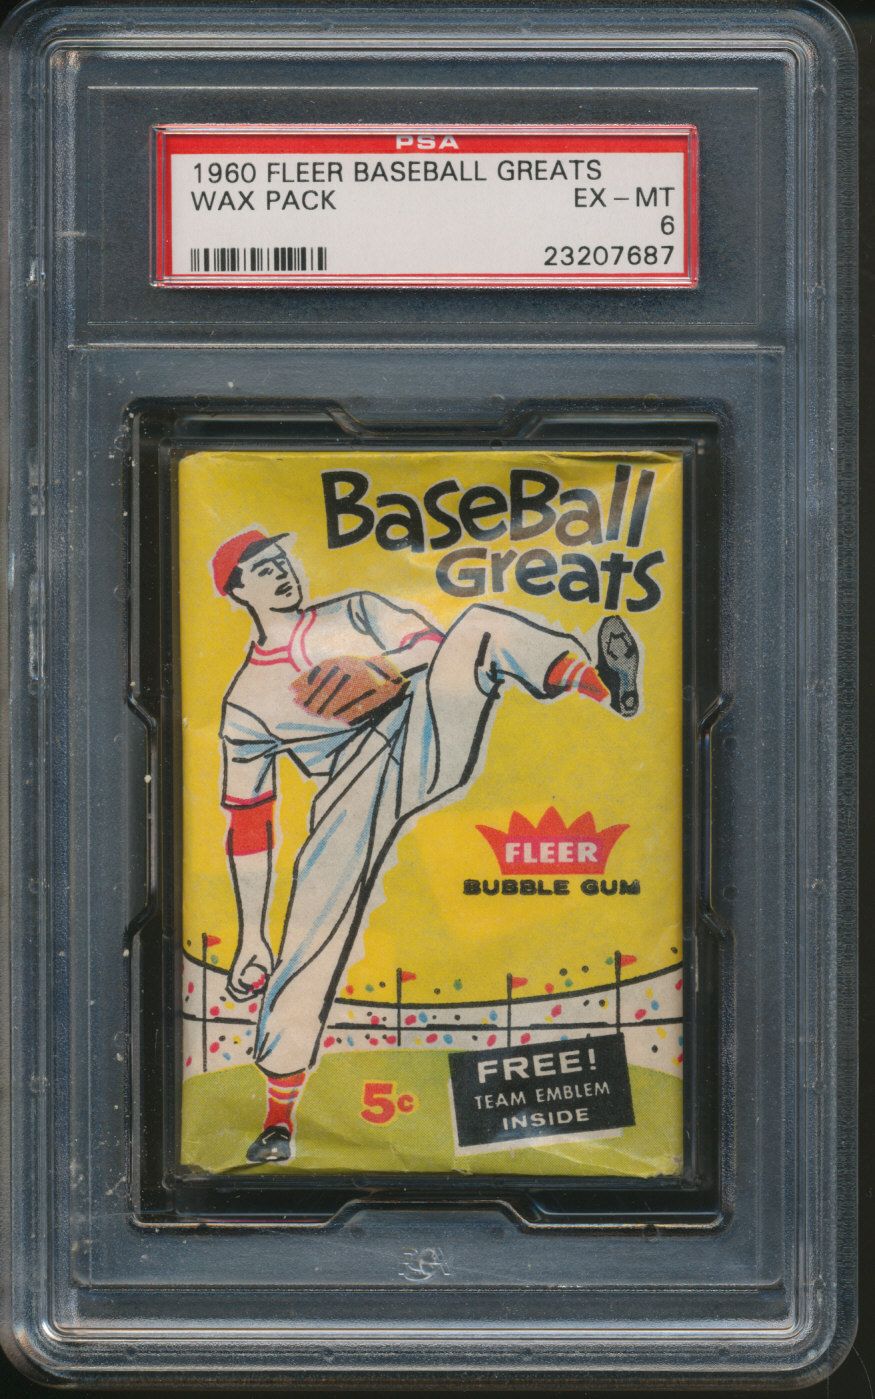 PSA
1960 FLEER BASEBALL GREATS
WAX PACK EX-MT
6
23207687
BaseBall
Greats
FLEER
BUBBLE GUM
FREE!
TEAM EMBLEM
INSIDE
5¢